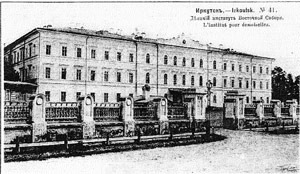 Иркутскъ. — Irkoutsk. № 41.
Дѣвичій институтъ Восточной Сибири.
L'institut pour demoiselles.